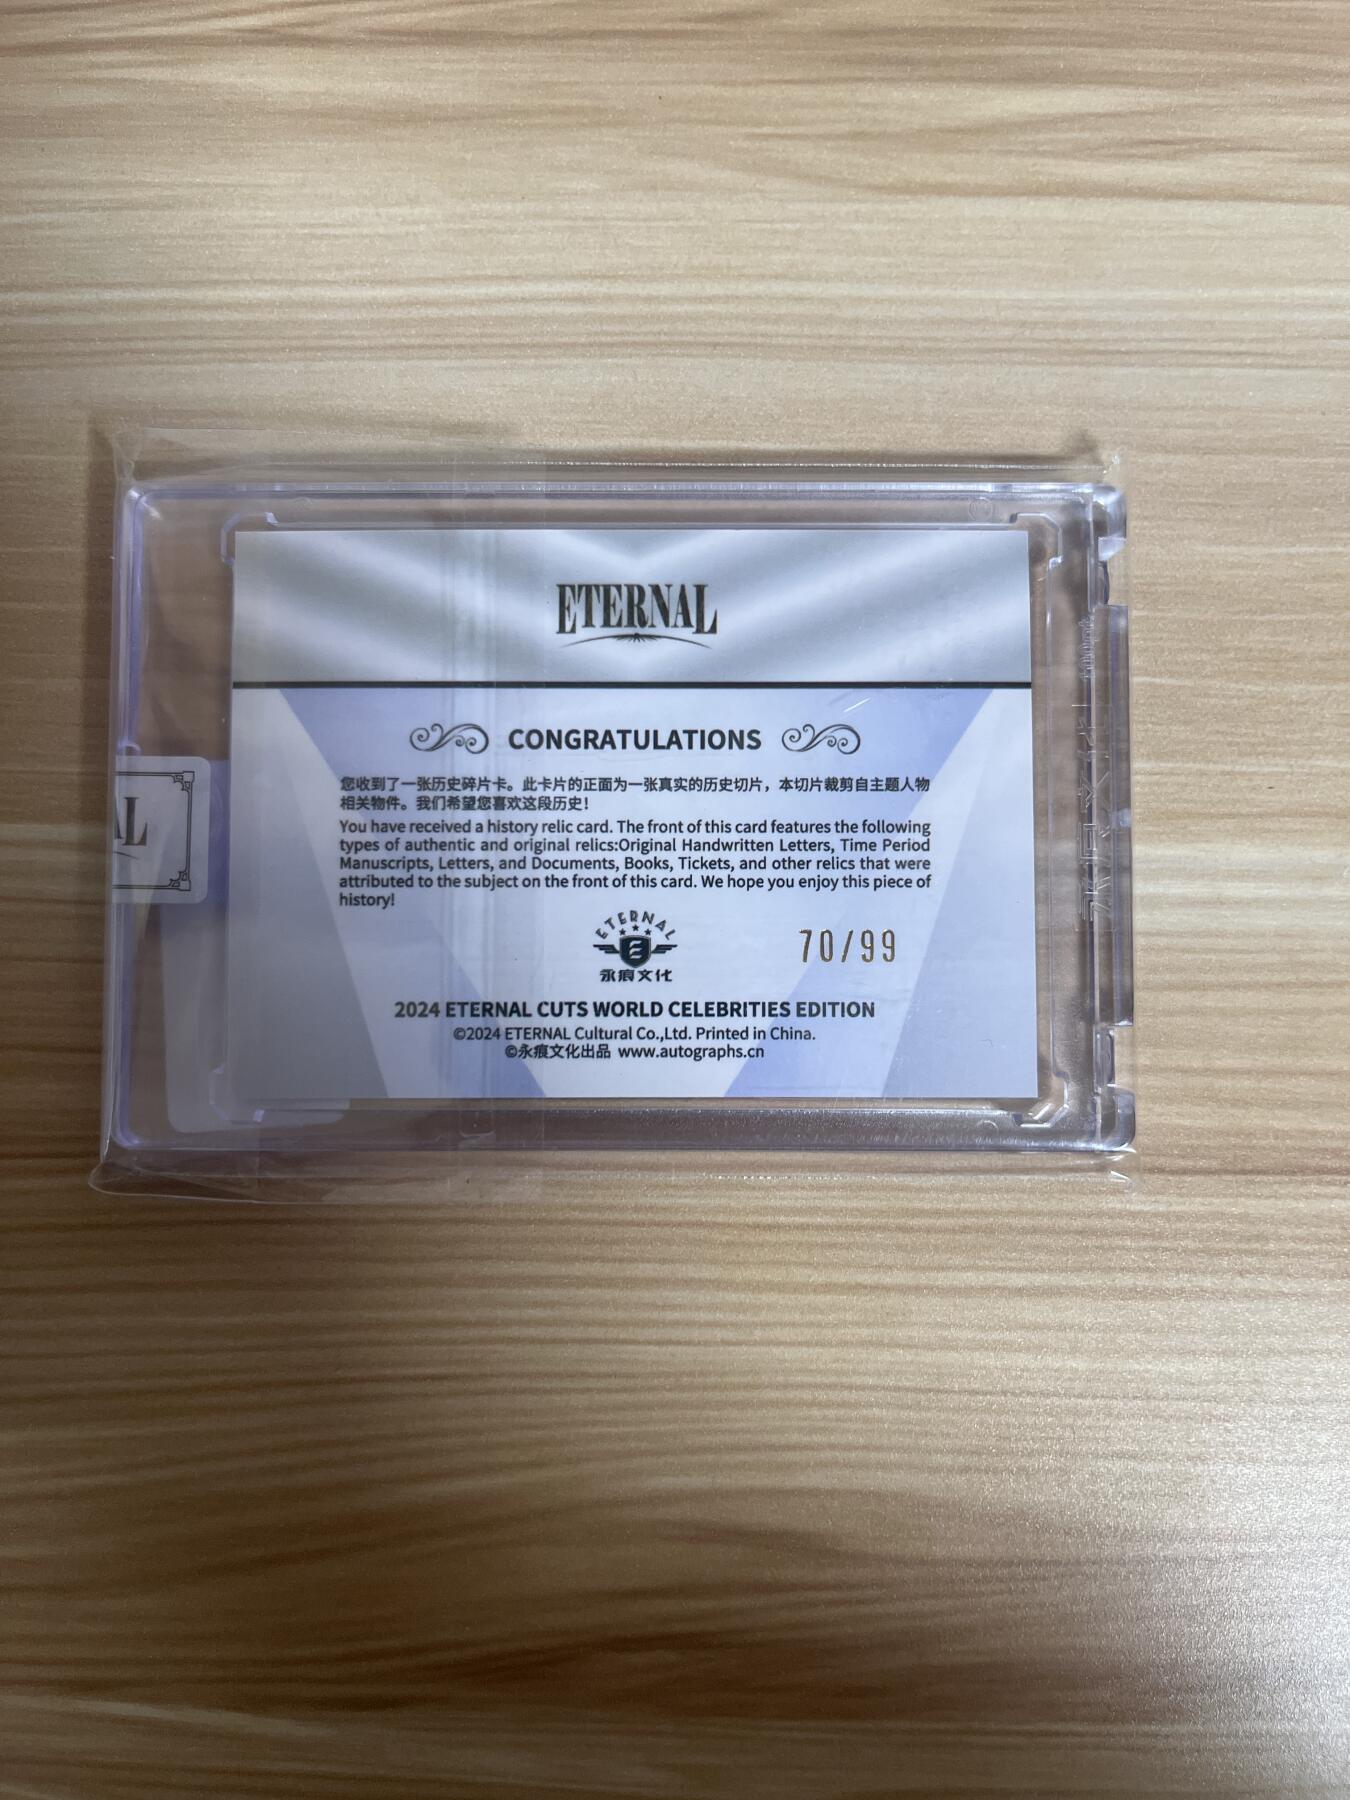 ETERNAL
CONGRATULATIONS
您收到了一张历史碎片卡。此卡片的正面为一张真实的历史切片，本切片裁剪自主题人物
相关物件。我们希望您喜欢这段历史！
You have received a history relic card. The front of this card features the following
types of authentic and original relics:Original Handwritten Letters, Time Period
Manuscripts, Letters, and Documents, Books, Tickets, and other relics that were
attributed to the subject on the front of this card. We hope you enjoy this piece of
history!
ETERNAL
E
永痕文化
70/99
2024 ETERNAL CUTS WORLD CELEBRITIES EDITION
©2024 ETERNAL Cultural Co.,Ltd. Printed in China.
©永痕文化出品 www.autographs.cn
AL
永痕文化